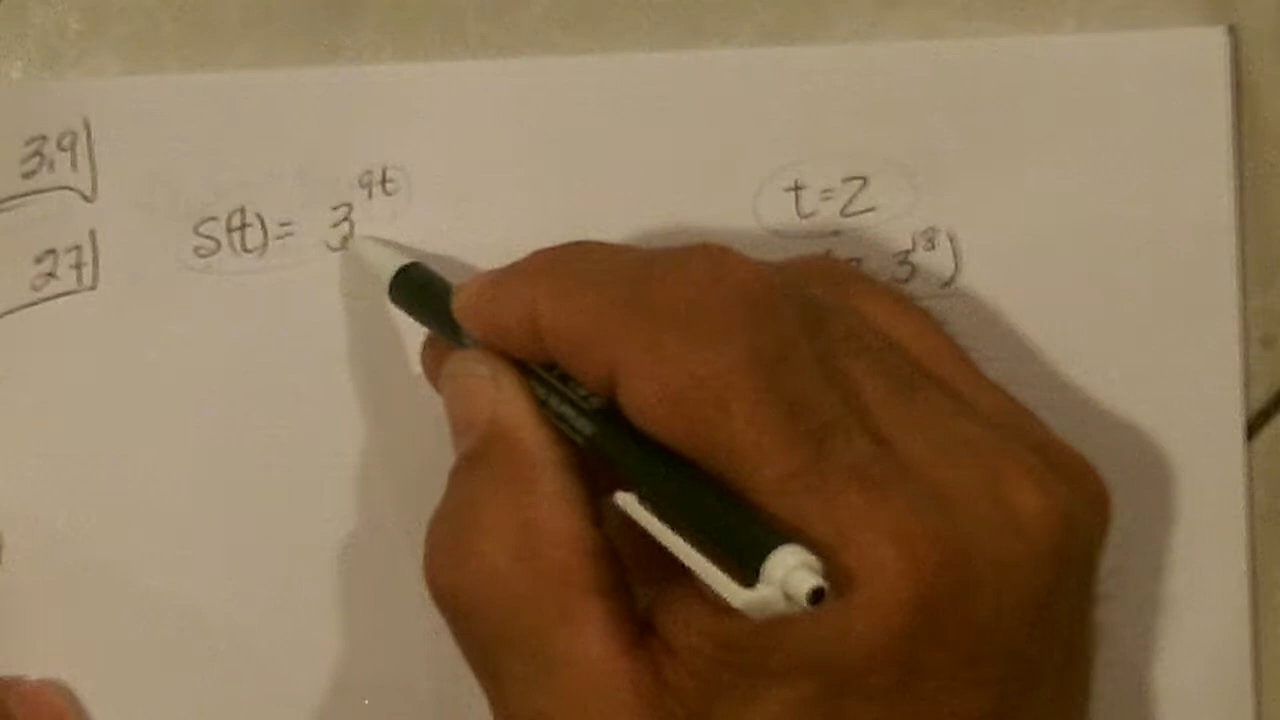 3.9
S(t) = 3^9t
t=2
3^18)
27